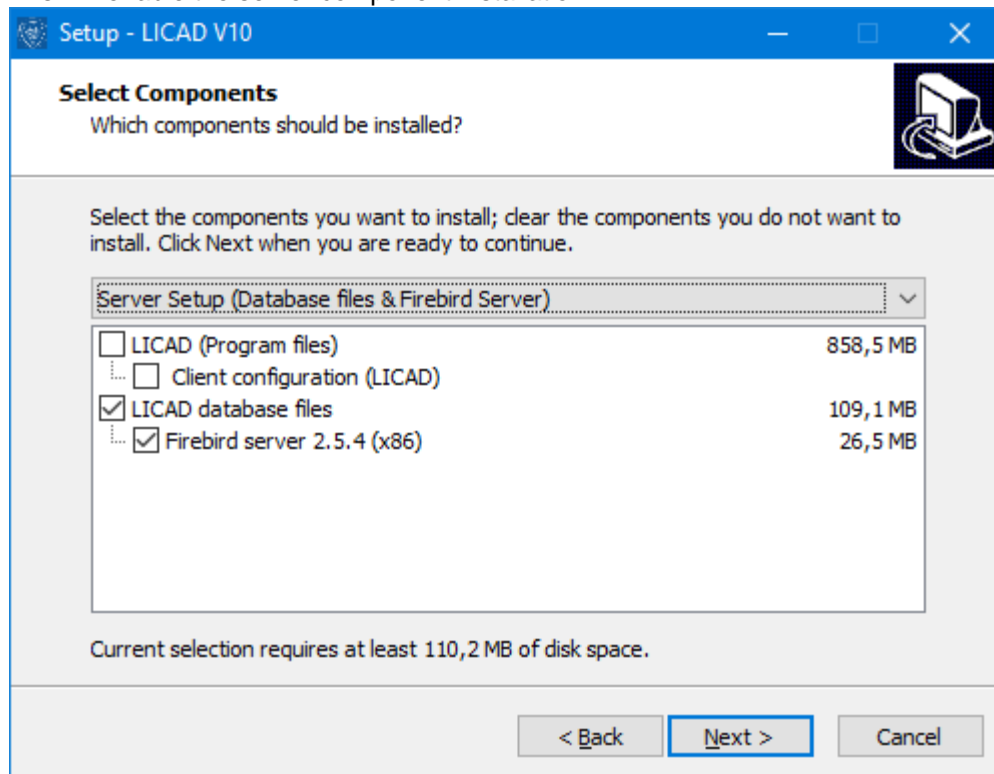 Setup - LICAD V10
Select Components
Which components should be installed?
Select the components you want to install; clear the components you do not want to
install. Click Next when you are ready to continue.
Server Setup (Database files & Firebird Server)
LICAD (Program files) 858,5 MB
Client configuration (LICAD)
LICAD database files 109,1 MB
Firebird server 2.5.4 (x86) 26,5 MB
Current selection requires at least 110,2 MB of disk space.
< Back Next > Cancel